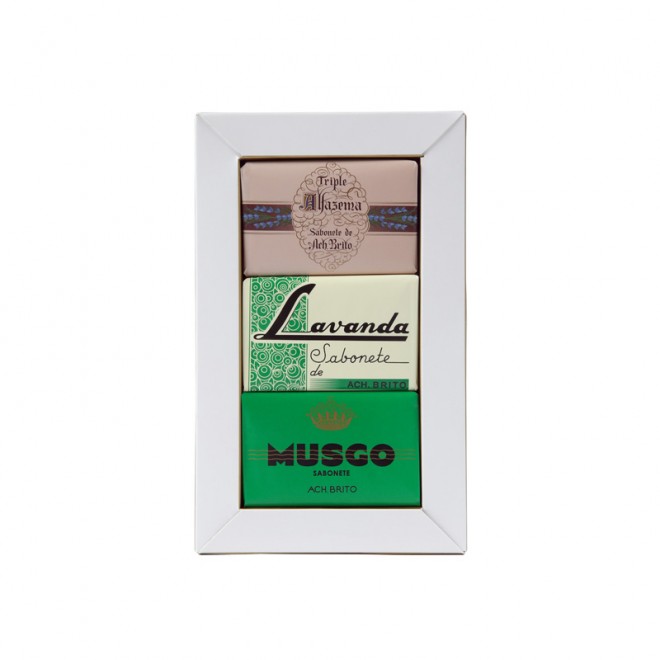 Triple
Alfazema
Sabonete de
Ach Brito
Lavanda
Sabonete
de
ACH. BRITO
MUSGO
SABONETE
ACH. BRITO